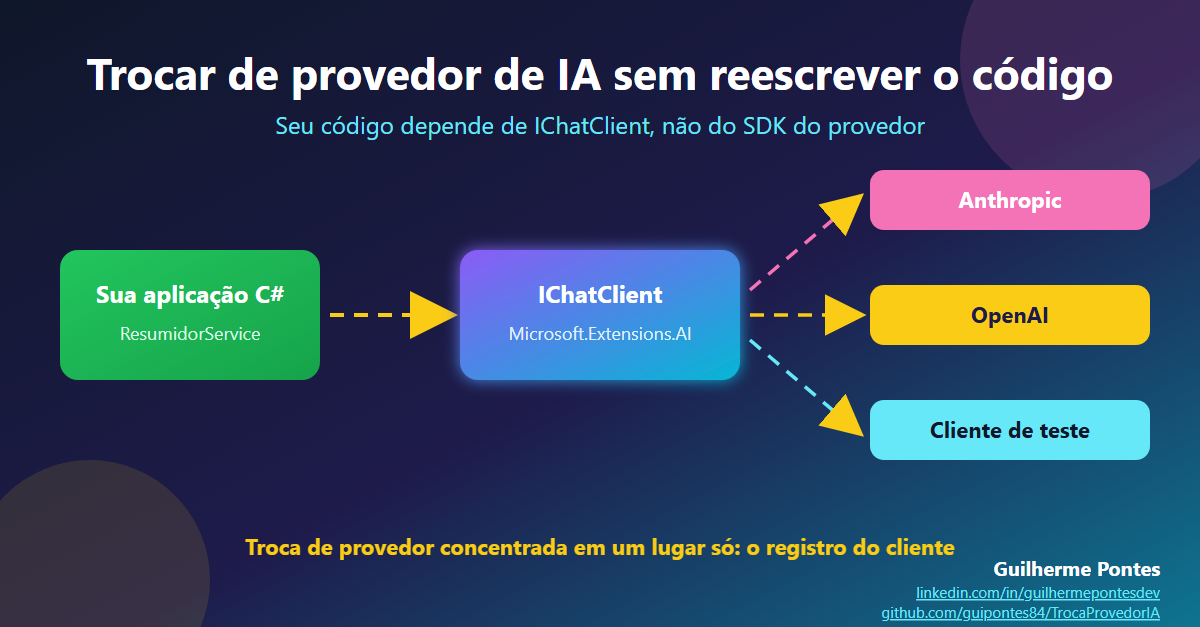 Trocar de provedor de IA sem reescrever o código
Seu código depende de IChatClient, não do SDK do provedor
Anthropic
Sua aplicação C#
ResumidorService
IChatClient
Microsoft.Extensions.AI
OpenAI
Cliente de teste
Troca de provedor concentrada em um lugar só: o registro do cliente
Guilherme Pontes
linkedin.com/in/guilhermepontesdev
github.com/guipontes84/TrocaProvedorIA